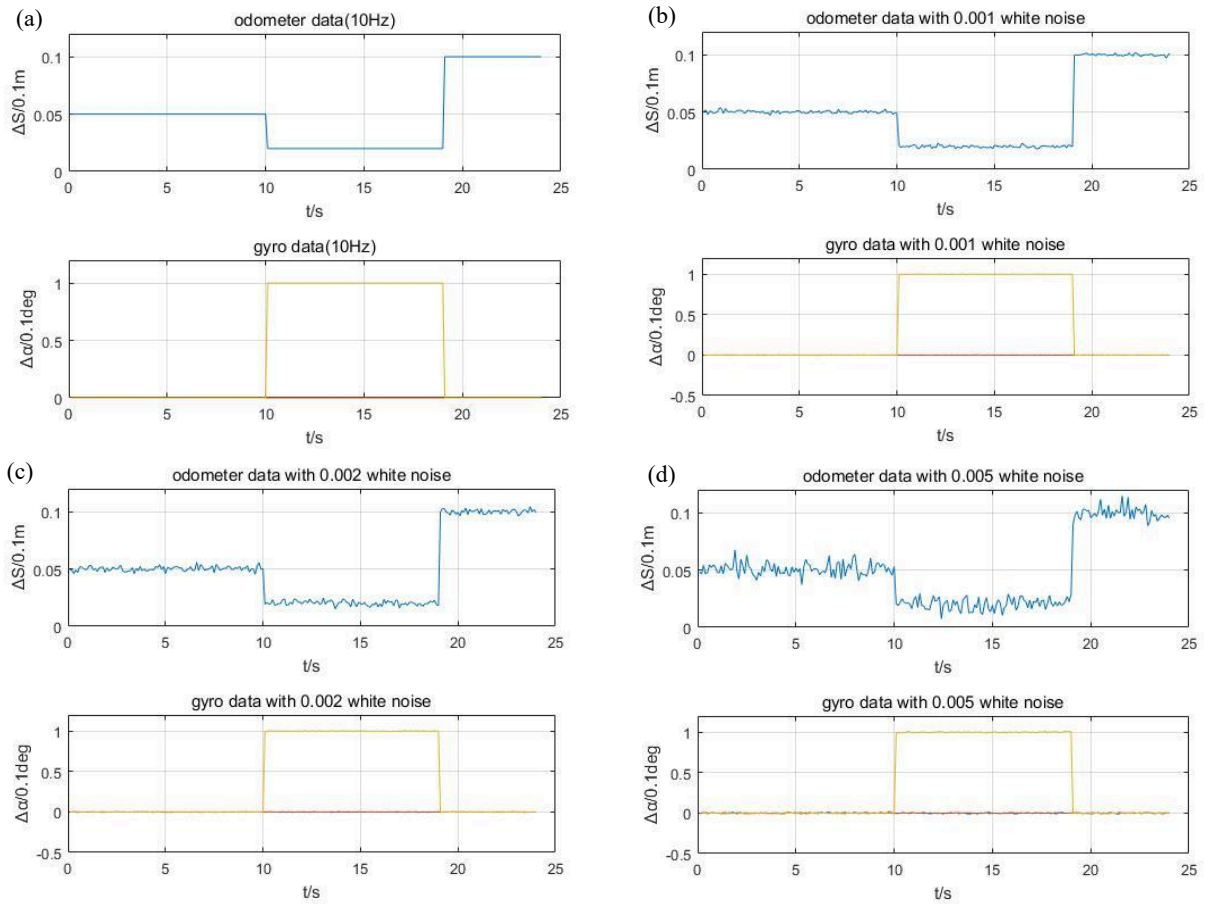 (a)
odometer data(10Hz)
ΔS/0.1m
0.1
0.05
0
0 5 10 15 20 25
t/s
gyro data(10Hz)
Δα/0.1deg
1
0.5
0
0 5 10 15 20 25
t/s
(b)
odometer data with 0.001 white noise
ΔS/0.1m
0.1
0.05
0
0 5 10 15 20 25
t/s
gyro data with 0.001 white noise
Δα/0.1deg
1
0.5
0
-0.5
0 5 10 15 20 25
t/s
(c)
odometer data with 0.002 white noise
ΔS/0.1m
0.1
0.05
0
0 5 10 15 20 25
t/s
gyro data with 0.002 white noise
Δα/0.1deg
1
0.5
0
-0.5
0 5 10 15 20 25
t/s
(d)
odometer data with 0.005 white noise
ΔS/0.1m
0.1
0.05
0
0 5 10 15 20 25
t/s
gyro data with 0.005 white noise
Δα/0.1deg
1
0.5
0
-0.5
0 5 10 15 20 25
t/s